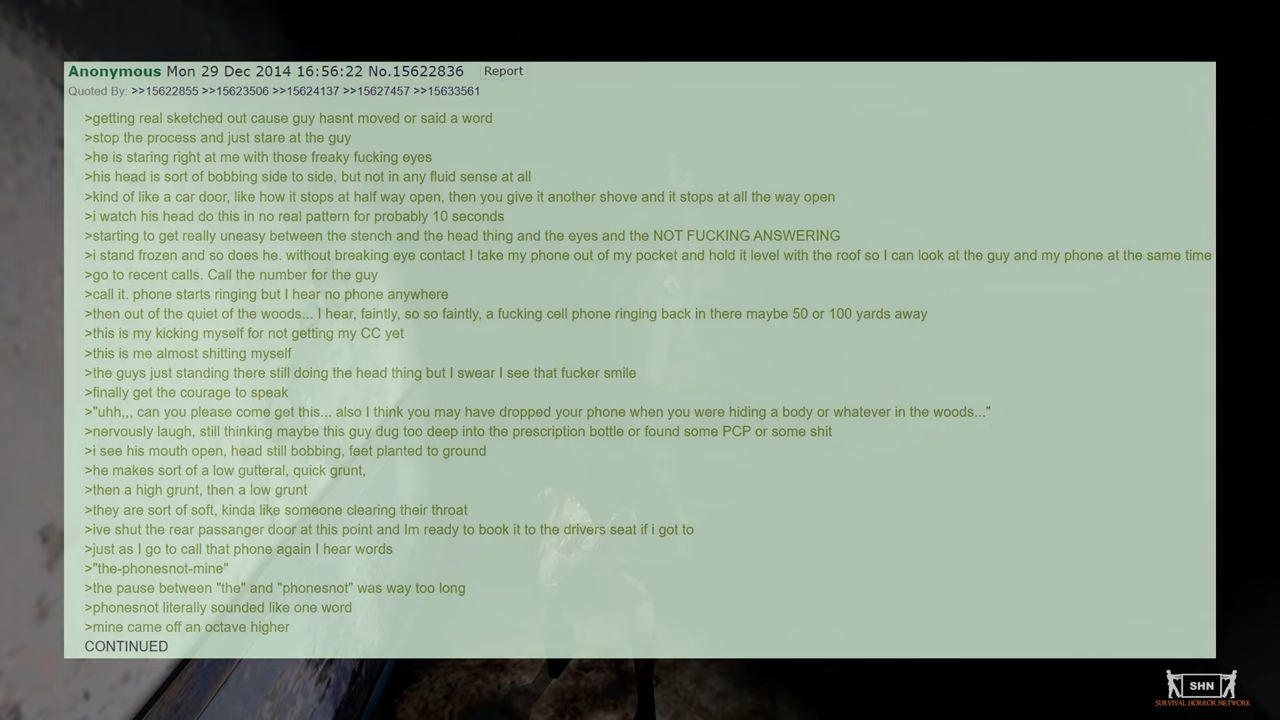 Anonymous Mon 29 Dec 2014 16:56:22 No.15622836 Report
Quoted By: >>15622855 >>15623506 >>15624137 >>15627457 >>15633561
>getting real sketched out cause guy hasnt moved or said a word
>stop the process and just stare at the guy
>he is staring right at me with those freaky fucking eyes
>his head is sort of bobbing side to side, but not in any fluid sense at all
>kind of like a car door, like how it stops at half way open, then you give it another shove and it stops at all the way open
>i watch his head do this in no real pattern for probably 10 seconds
>starting to get really uneasy between the stench and the head thing and the eyes and the NOT FUCKING ANSWERING
>i stand frozen and so does he. without breaking eye contact I take my phone out of my pocket and hold it level with the roof so I can look at the guy and my phone at the same time
>go to recent calls. Call the number for the guy
>call it. phone starts ringing but I hear no phone anywhere
>then out of the quiet of the woods... I hear, faintly, so so faintly, a fucking cell phone ringing back in there maybe 50 or 100 yards away
>this is my kicking myself for not getting my CC yet
>this is me almost shitting myself
>the guys just standing there still doing the head thing but I swear I see that fucker smile
>finally get the courage to speak
>"uhh,,, can you please come get this... also I think you may have dropped your phone when you were hiding a body or whatever in the woods..."
>nervously laugh, still thinking maybe this guy dug too deep into the prescription bottle or found some PCP or some shit
>i see his mouth open, head still bobbing, feet planted to ground
>he makes sort of a low gutteral, quick grunt,
>then a high grunt, then a low grunt
>they are sort of soft, kinda like someone clearing their throat
>ive shut the rear passanger door at this point and Im ready to book it to the drivers seat if i got to
>just as I go to call that phone again I hear words
>"the-phonesnot-mine"
>the pause between "the" and "phonesnot" was way too long
>phonesnot literally sounded like one word
>mine came off an octave higher
CONTINUED
SHN
SURVIVAL HORROR NETWORK